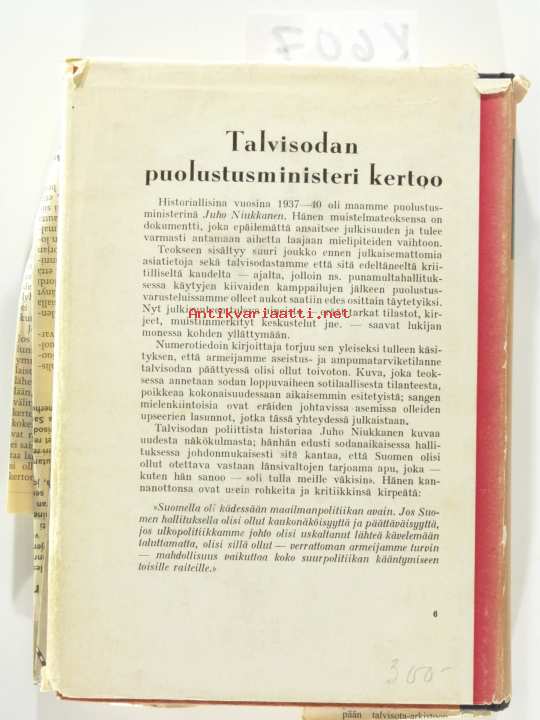 Y607
Talvisodan
puolustusministeri kertoo
Historiallisina vuosina 1937—40 oli maamme puolustus-
ministerinä Juho Niukkanen. Hänen muistelmateoksensa on
dokumentti, joka epäilemättä ansaitsee julkisuuden ja tulee
varmasti antamaan aihetta laajaan mielipiteiden vaihtoon.
Teokseen sisältyy suuri joukko ennen julkaisemattomia
asiatietoja sekä talvisodastamme että sitä edeltäneeltä krii-
tilliseltä kaudelta — ajalta, jolloin ns. punamultahallituk-
sessa käytyjen kiivaiden kamppailujen jälkeen puolustus-
varusteluissamme olleet aukot saatiin edes osittain täytetyiksi.
Nyt tarkat tilastot, kir-
jeet, muistiinmerkityt keskustelut jne. — saavat lukijan
monessa kohden yllättymään.
Antikvariaatti.net
Numerotiedoin kirjoittaja torjuu sen yleiseksi tulleen käsi-
tyksen, että armeijamme aseistus- ja ampumatarviketilanne
talvisodan päättyessä olisi ollut toivoton. Kuva, joka teok-
sessa annetaan sodan loppuvaiheen sotilaallisesta tilanteesta,
poikkeaa kokonaisuudessaan aikaisemmin esitetyistä; sangen
mielenkiintoisia ovat eräiden johtavissa asemissa olleiden
upseerien lausunnot, jotka tässä yhteydessä julkaistaan.
Talvisodan poliittista historiaa Juho Niukkanen kuvaa
uudesta näkökulmasta; hänhän edusti sodanaikaisessa halli-
tuksessa johdonmukaisesti sitä kantaa, että Suomen olisi
ollut otettava vastaan länsivaltojen tarjoama apu, joka —
kuten hän sanoo — »oli tulla meille väkisin». Hänen kan-
nanottonsa ovat usein rohkeita ja kritiikkinsä kirpeätä:
»Suomella oli kädessään maailmanpolitiikan avain. Jos Suo-
men hallituksella olisi ollut kaukonäköisyyttä ja päättäväisyyttä,
jos ulkopolitiikkamme johto olisi uskaltanut lähteä kävelemään
taluttamatta, olisi sillä ollut — verrattoman armeijamme turvin
— mahdollisuus vaikuttaa koko suurpolitiikan kääntymiseen
toisille raiteille.»
6
300-
pään talvisota-arkistoon